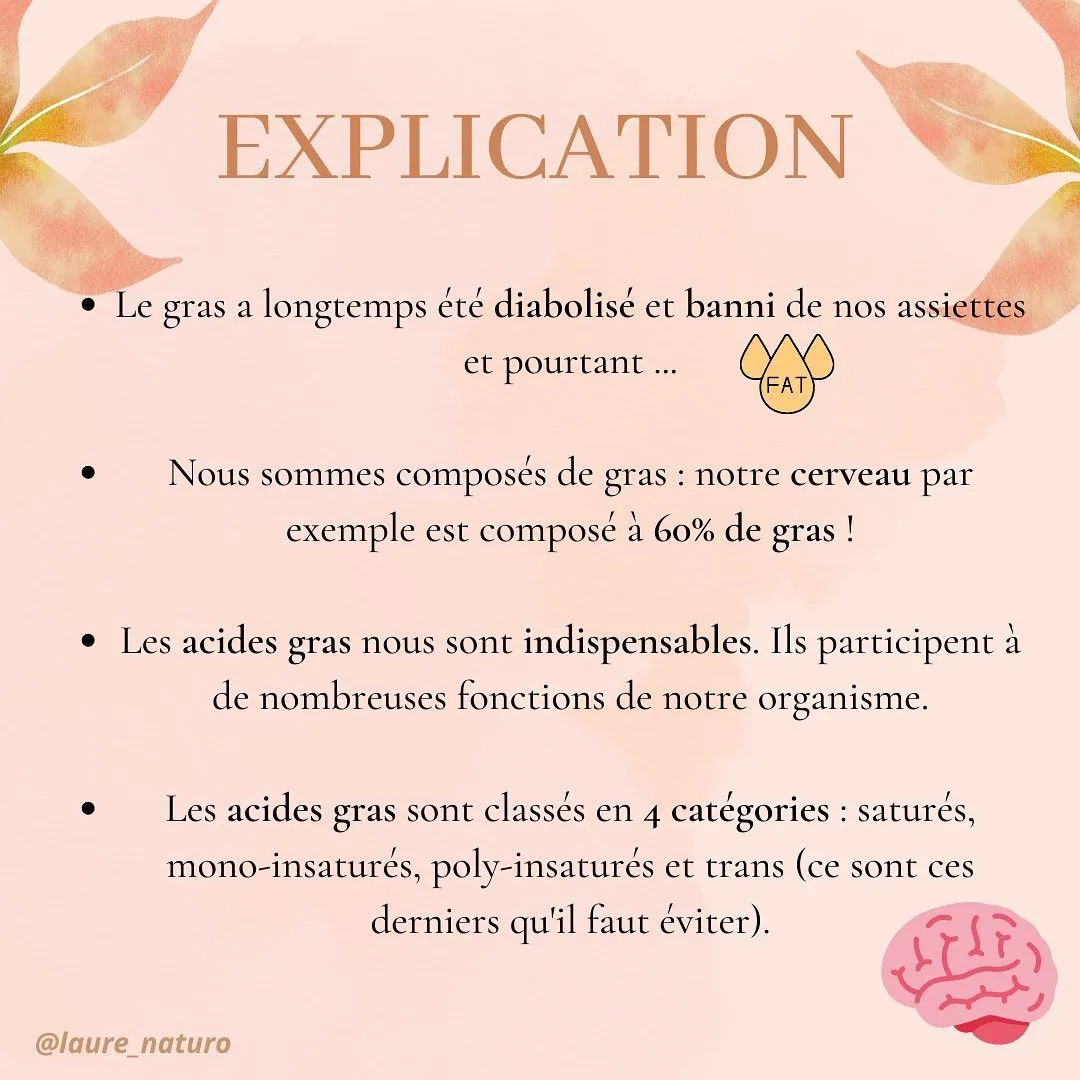 EXPLICATION
• Le gras a longtemps été diabolisé et banni de nos assiettes
et pourtant ...
FAT
• Nous sommes composés de gras : notre cerveau par
exemple est composé à 60% de gras !
• Les acides gras nous sont indispensables. Ils participent à
de nombreuses fonctions de notre organisme.
• Les acides gras sont classés en 4 catégories : saturés,
mono-insaturés, poly-insaturés et trans (ce sont ces
derniers qu'il faut éviter).
@laure_naturo